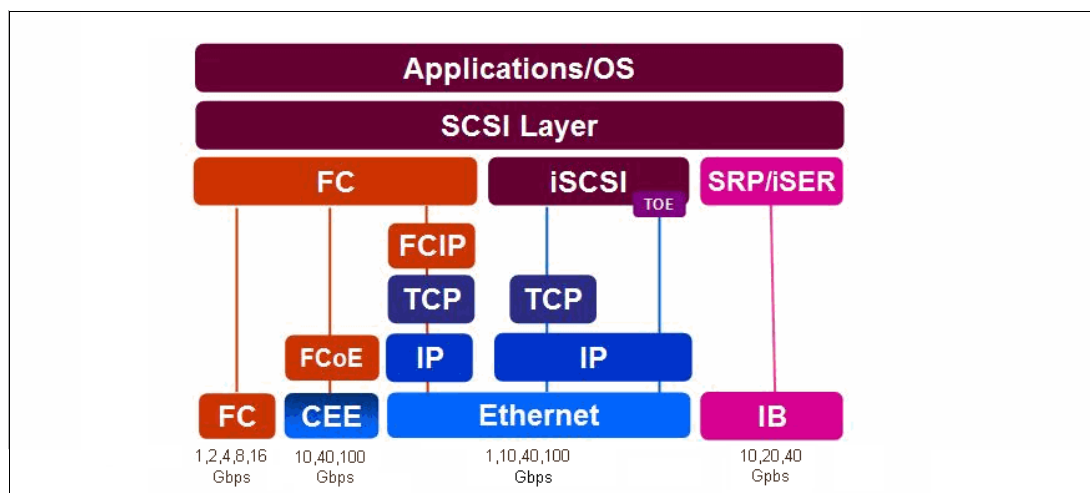 Applications/OS
SCSI Layer
FC
iSCSI
SRP/iSER
TOE
FCIP
TCP
TCP
FCoE
IP
IP
FC
CEE
Ethernet
IB
1,2,4,8,16
Gbps
10,40,100
Gbps
1,10,40,100
Gbps
10,20,40
Gpbs